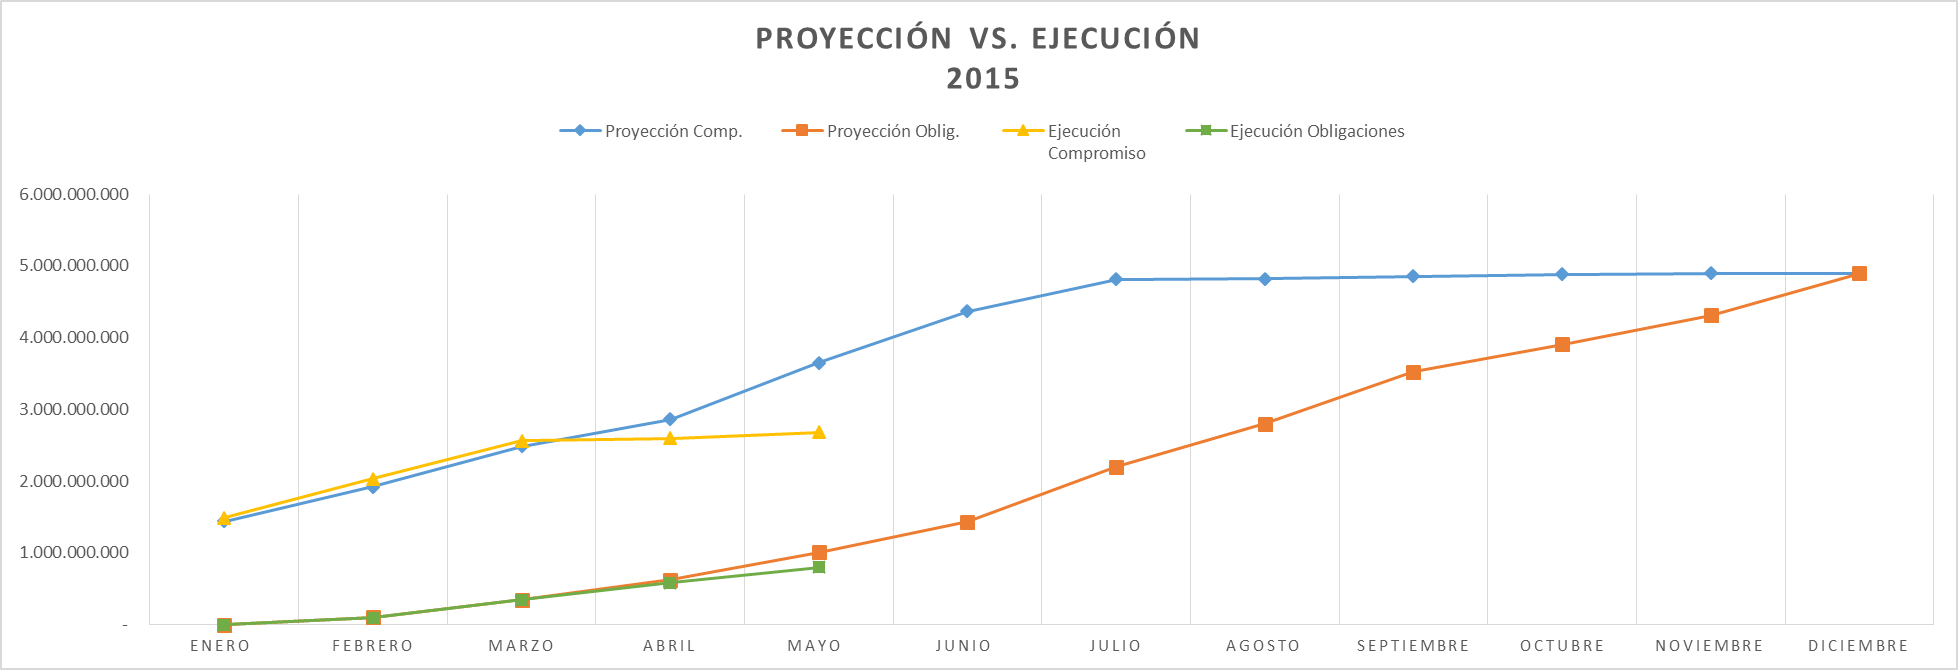 PROYECCIÓN VS. EJECUCIÓN
2015
Proyección Comp.
Proyección Oblig.
Ejecución
Compromiso
Ejecución Obligaciones
6.000.000.000
5.000.000.000
4.000.000.000
3.000.000.000
2.000.000.000
1.000.000.000
-
ENERO
FEBRERO
MARZO
ABRIL
MAYO
JUNIO
JULIO
AGOSTO
SEPTIEMBRE
OCTUBRE
NOVIEMBRE
DICIEMBRE